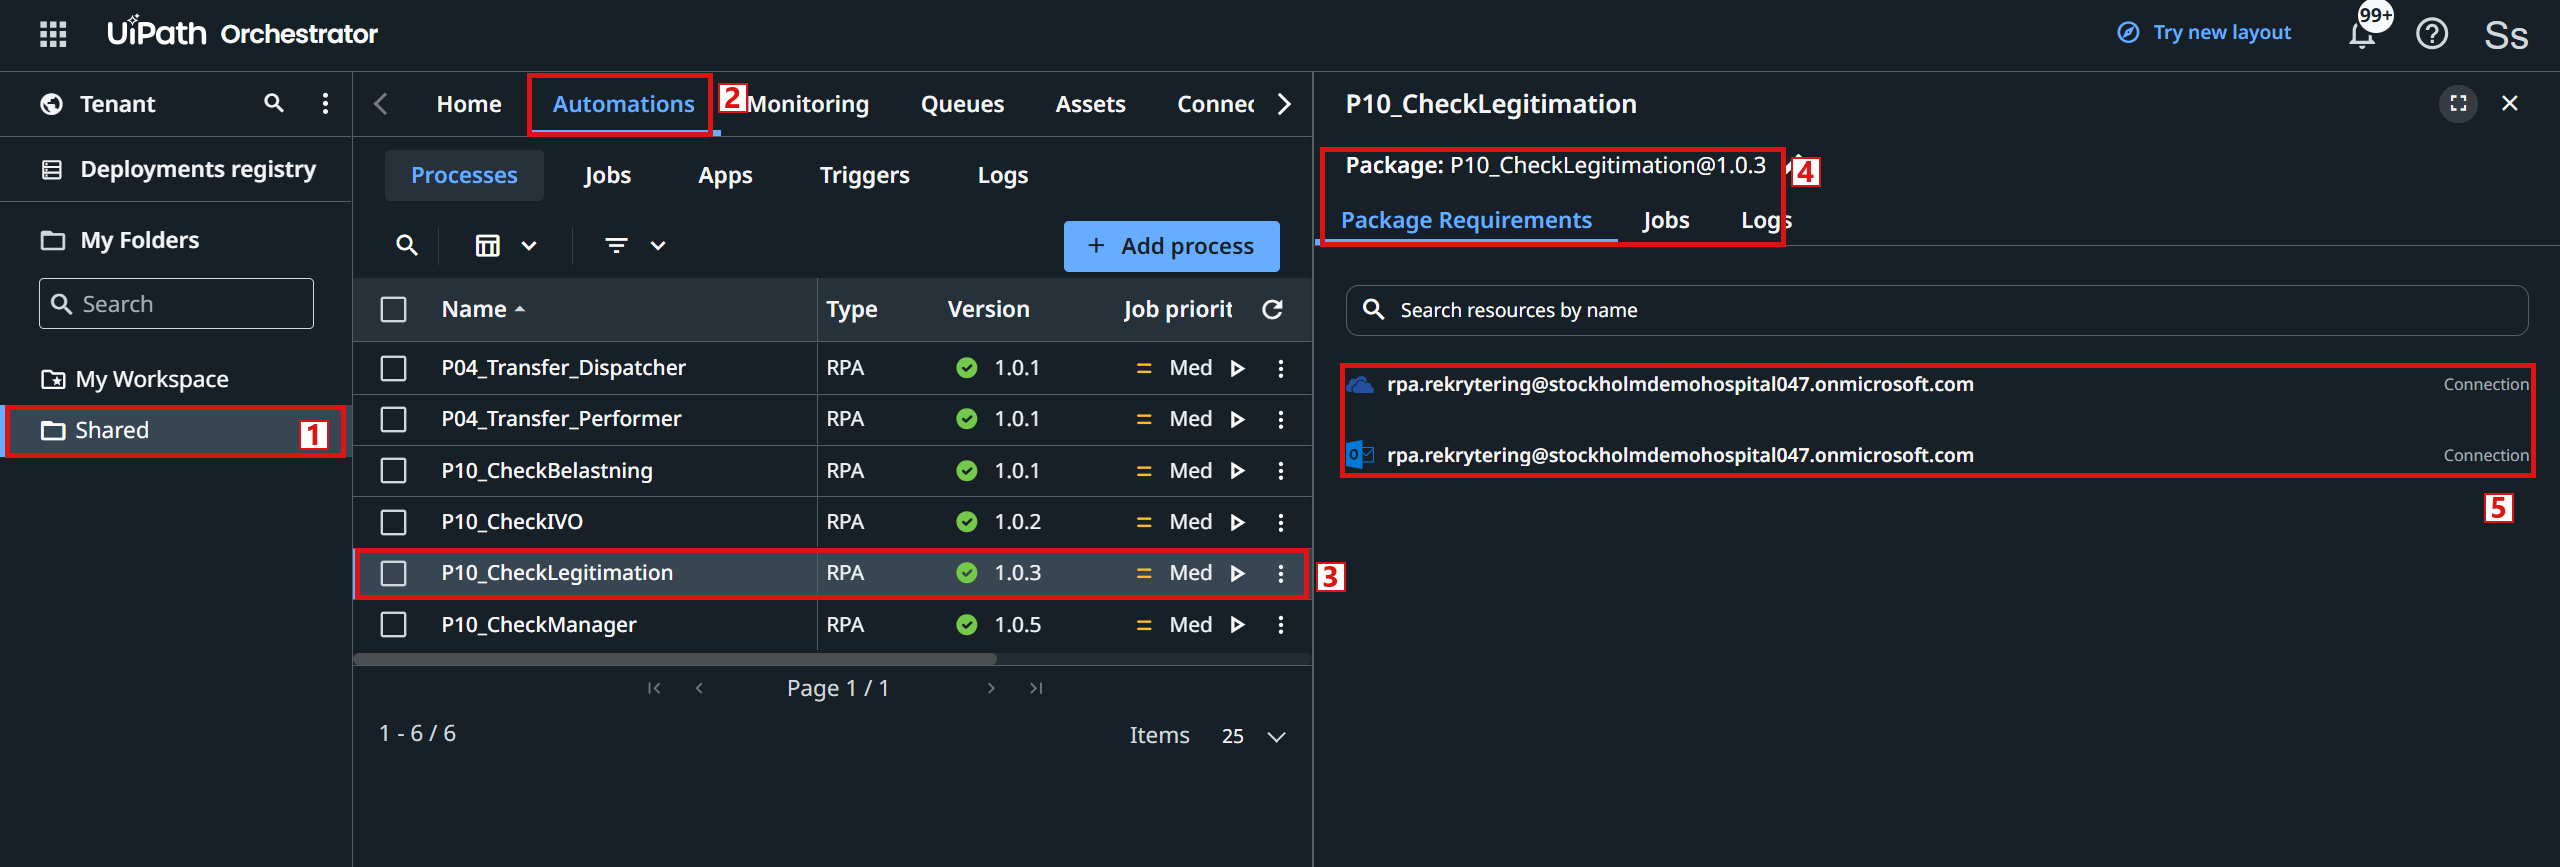 UiPath Orchestrator
Try new layout
99+
Ss
Tenant
Deployments registry
My Folders
Search
My Workspace
Shared
1
Home
Automations
2
Monitoring
Queues
Assets
Connec
Processes
Jobs
Apps
Triggers
Logs
+ Add process
Name Type Version Job priorit
P04_Transfer_Dispatcher RPA 1.0.1 = Med
P04_Transfer_Performer RPA 1.0.1 = Med
P10_CheckBelastning RPA 1.0.1 = Med
P10_CheckIVO RPA 1.0.2 = Med
P10_CheckLegitimation RPA 1.0.3 = Med
3
P10_CheckManager RPA 1.0.5 = Med
Page 1 / 1
1 - 6 / 6
Items 25
P10_CheckLegitimation
Package: P10_CheckLegitimation@1.0.3
4
Package Requirements Jobs Logs
Search resources by name
rpa.rekrytering@stockholmdemohospital047.onmicrosoft.com Connection
rpa.rekrytering@stockholmdemohospital047.onmicrosoft.com Connection
5